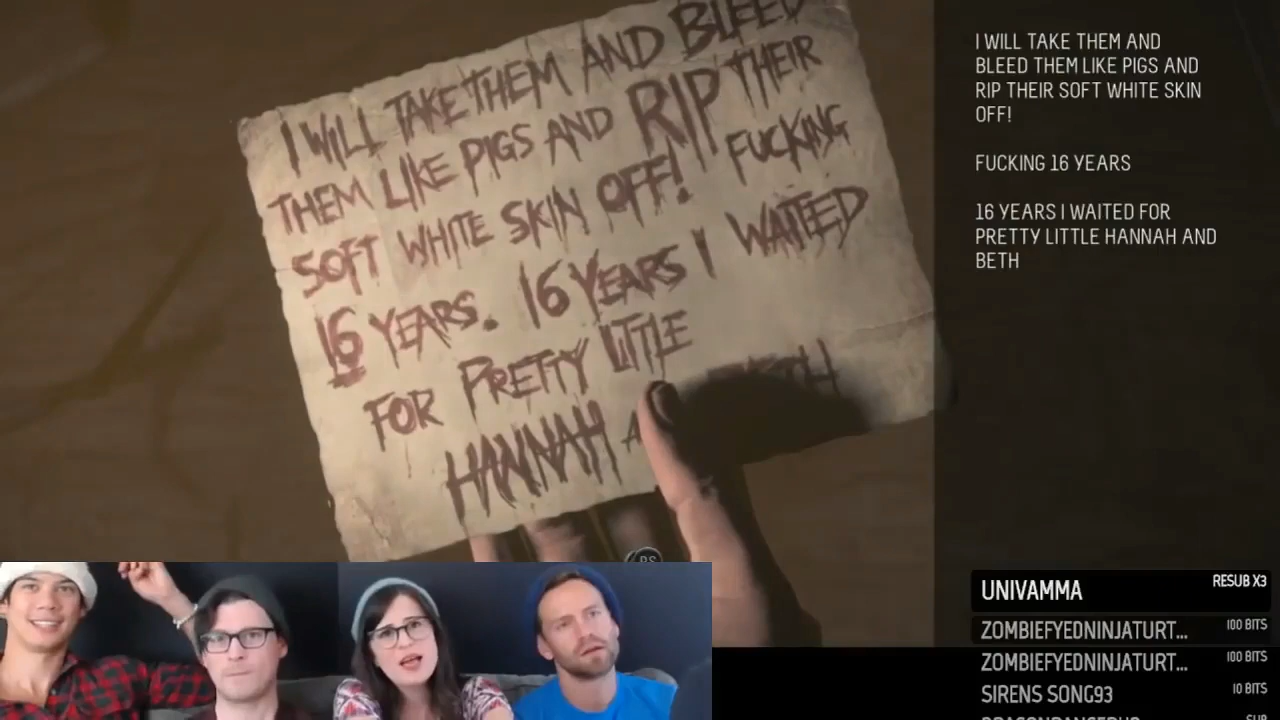 I WILL TAKE THEM AND BLEED
THEM LIKE PIGS AND RIP THEIR
SOFT WHITE SKIN OFF! FUCKING
16 YEARS. 16 YEARS I WAITED
FOR PRETTY LITTLE
HANNAH A TH
I WILL TAKE THEM AND
BLEED THEM LIKE PIGS AND
RIP THEIR SOFT WHITE SKIN
OFF!
FUCKING 16 YEARS
16 YEARS I WAITED FOR
PRETTY LITTLE HANNAH AND
BETH
RS
UNIVAMMA RESUB X3
ZOMBIEFYEDNINJATURT... 100 BITS
ZOMBIEFYEDNINJATURT... 100 BITS
SIRENS SONG93 10 BITS
SUB